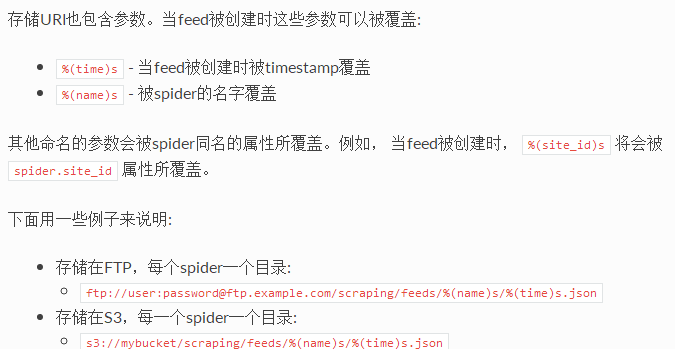 存储URI也包含参数。当feed被创建时这些参数可以被覆盖:
%(time)s - 当feed被创建时被timestamp覆盖
%(name)s - 被spider的名字覆盖
其他命名的参数会被spider同名的属性所覆盖。例如， 当feed被创建时， %(site_id)s 将会被
spider.site_id 属性所覆盖。
下面用一些例子来说明:
存储在FTP，每个spider一个目录:
ftp://user:password@ftp.example.com/scraping/feeds/%(name)s/%(time)s.json
存储在S3，每一个spider一个目录:
s3://mybucket/scraping/feeds/%(name)s/%(time)s.json